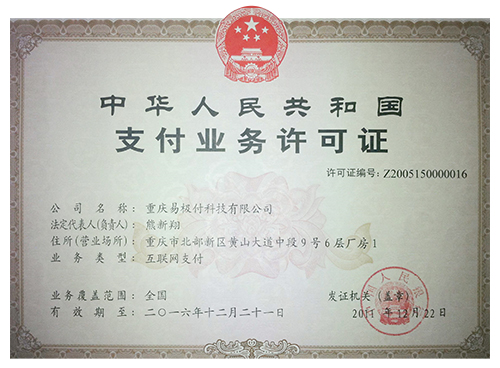 中华人民共和国
支付业务许可证
许可证编号: Z2005150000016
公司名称: 重庆易极付科技有限公司
法定代表人(负责人): 熊新翔
住所(营业场所): 重庆市北部新区黄山大道中段9号6层厂房1
业务类型: 互联网支付
业务覆盖范围: 全国
有效期至: 二〇一六年十二月二十一日
发证机关(盖章)
2011年12月22日